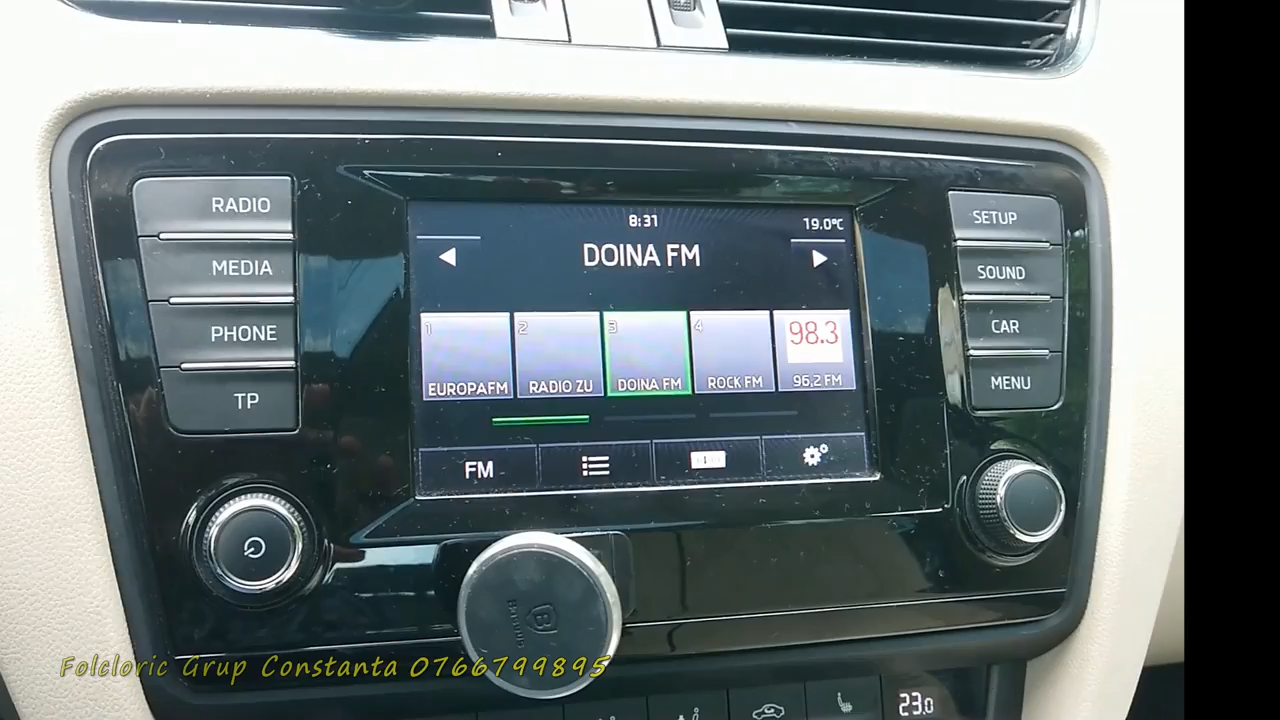 RADIO
MEDIA
PHONE
TP
8:31
19.0°C
DOINA FM
1
2
3
4
98.3
EUROPAFM
RADIO ZU
DOINA FM
ROCK FM
96,2 FM
FM
SETUP
SOUND
CAR
MENU
Folcloric Grup Constanta 0766799895
23.0